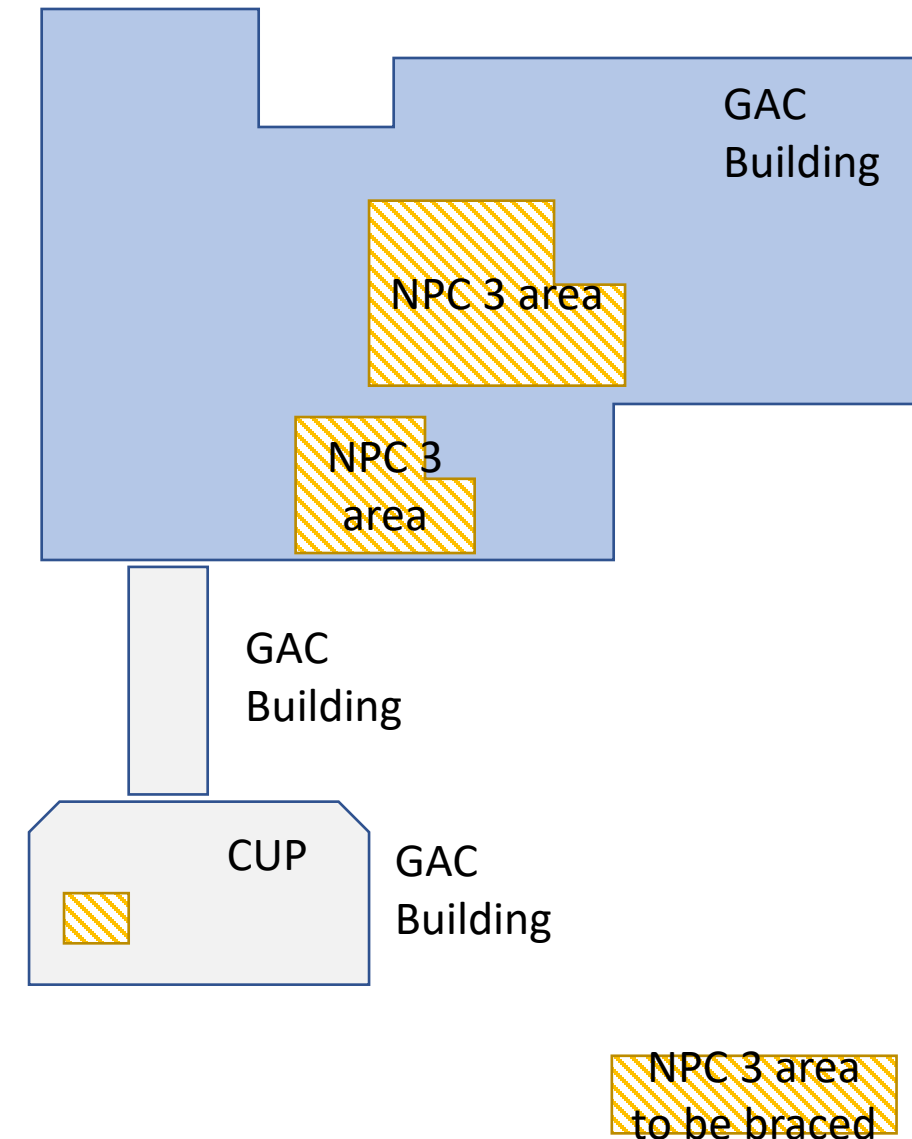 GAC
Building
NPC 3 area
NPC 3
area
GAC
Building
CUP
GAC
Building
NPC 3 area
to be braced